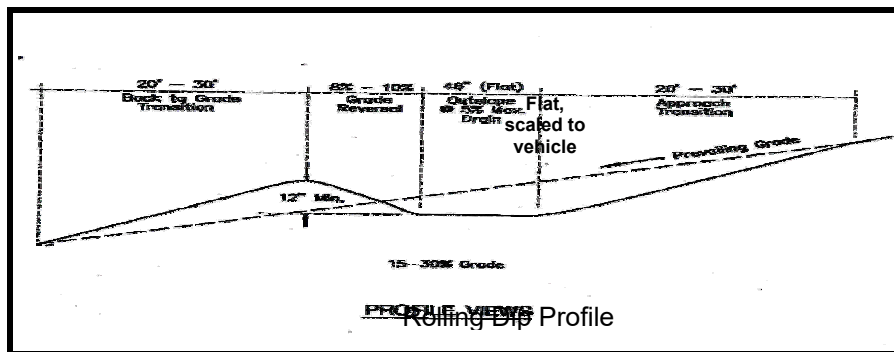 20' — 30'
Back to Grade
Transition
8% — 10%
Grade
Reversal
48" (Flat)
Outslope
@ 5% Max.
Drain
Flat,
scaled to
vehicle
20' — 30'
Approach
Transition
Prevailing Grade
12" Min.
15–30% Grade
PROFILE VIEWS
Rolling Dip Profile